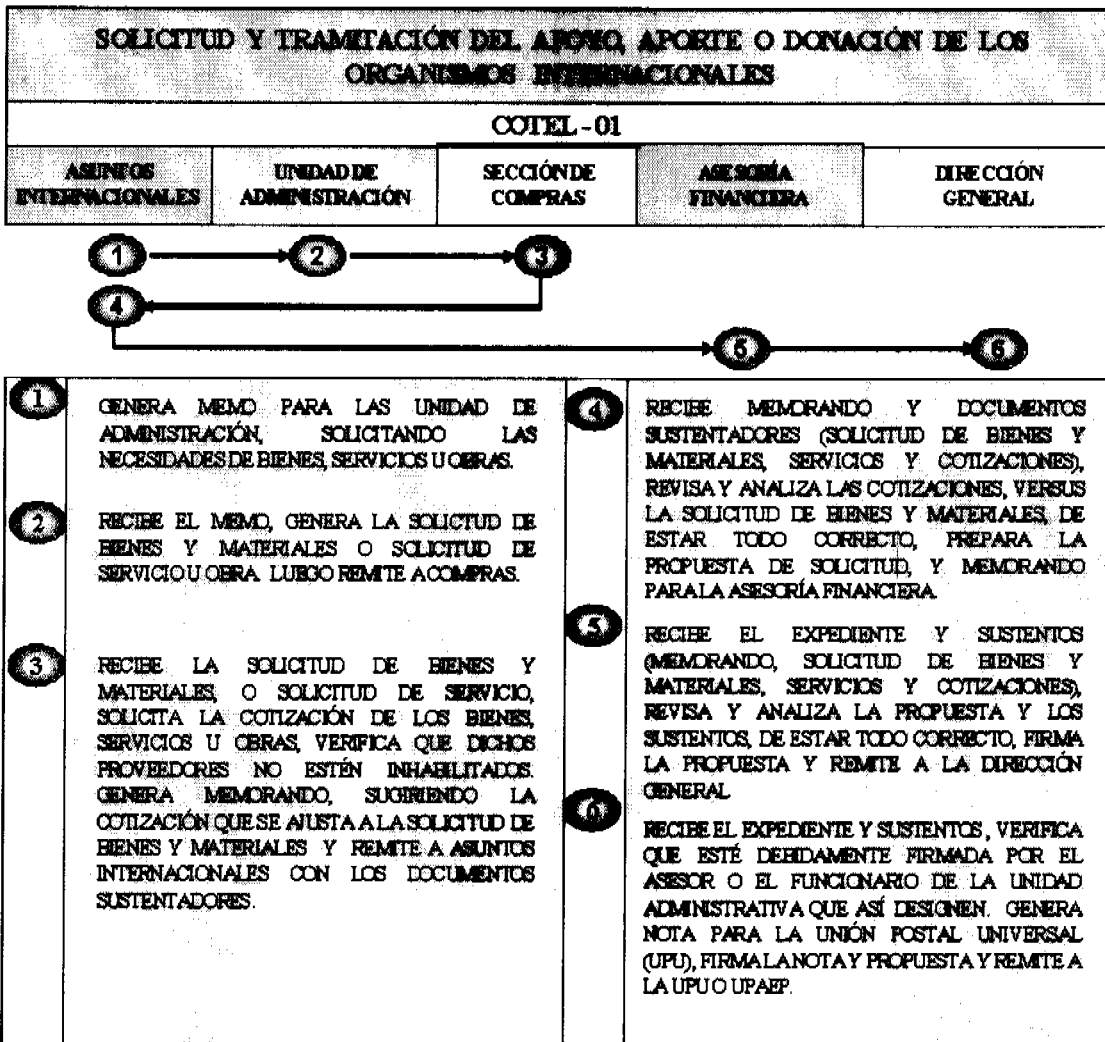 SOLICITUD Y TRAMITACIÓN DEL APOYO, APORTE O DONACIÓN DE LOS
ORGANISMOS INTERNACIONALES
COTEL - 01
ASUNTOS
INTERNACIONALES
UNIDAD DE
ADMINISTRACIÓN
SECCIÓN DE
COMPRAS
ASESORÍA
FINANCIERA
DIRECCIÓN
GENERAL
1
2
3
4
5
6
1
GENERA MEMO PARA LAS UNIDAD DE
ADMINISTRACIÓN, SOLICITANDO LAS
NECESIDADES DE BIENES, SERVICIOS U OBRAS.
2
RECIBE EL MEMO, GENERA LA SOLICTUD DE
BIENES Y MATERIALES O SOLICITUD DE
SERVICIO U OBRA. LUEGO REMITE A COMPRAS.
3
RECIBE LA SOLICITUD DE BIENES Y
MATERIALES, O SOLICITUD DE SERVICIO,
SOLICITA LA COTIZACIÓN DE LOS BIENES,
SERVICIOS U OBRAS, VERIFICA QUE DICHOS
PROVEEDORES NO ESTÉN INHABILITADOS.
GENERA MEMORANDO, SUGIRIENDO LA
COTIZACIÓN QUE SE AJUSTA A LA SOLICITUD DE
BIENES Y MATERIALES Y REMITE A ASUNTOS
INTERNACIONALES CON LOS DOCUMENTOS
SUSTENTADORES.
4
RECIBE MEMORANDO Y DOCUMENTOS
SUSTENTADORES (SOLICITUD DE BIENES Y
MATERIALES, SERVICIOS Y COTIZACIONES),
REVISA Y ANALIZA LAS COTIZACIONES, VERSUS
LA SOLICITUD DE BIENES Y MATERIALES, DE
ESTAR TODO CORRECTO, PREPARA LA
PROPUESTA DE SOLICITUD, Y MEMORANDO
PARA LA ASESORÍA FINANCIERA.
5
RECIBE EL EXPEDIENTE Y SUSTENTOS
(MEMORANDO, SOLICITUD DE BIENES Y
MATERIALES, SERVICIOS Y COTIZACIONES),
REVISA Y ANALIZA LA PROPUESTA Y LOS
SUSTENTOS, DE ESTAR TODO CORRECTO, FIRMA
LA PROPUESTA Y REMITE A LA DIRECCIÓN
GENERAL
6
RECIBE EL EXPEDIENTE Y SUSTENTOS , VERIFICA
QUE ESTÉ DEBIDAMENTE FIRMADA POR EL
ASESOR O EL FUNCIONARIO DE LA UNIDAD
ADMINISTRATIVA QUE ASÍ DESIGNEN. GENERA
NOTA PARA LA UNIÓN POSTAL UNIVERSAL
(UPU), FIRMA LA NOTA Y PROPUESTA Y REMITE A
LA UPU O UPAEP.